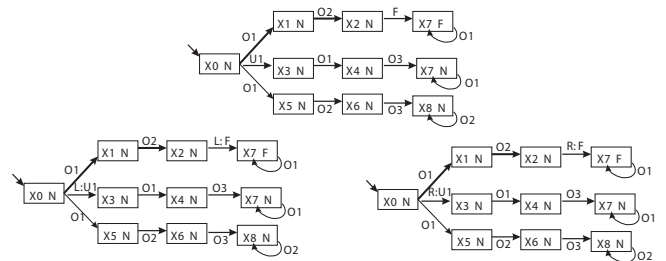 O1 X1 N O2 X2 N F X7 F O1
X0 N U1 X3 N O1 X4 N O3 X7 N O1
O1 X5 N O2 X6 N O3 X8 N O2
O1 X1 N O2 X2 N L:F X7 F O1
X0 N L:U1 X3 N O1 X4 N O3 X7 N O1
O1 X5 N O2 X6 N O3 X8 N O2
O1 X1 N O2 X2 N R:F X7 F O1
X0 N R:U1 X3 N O1 X4 N O3 X7 N O1
O1 X5 N O2 X6 N O3 X8 N O2